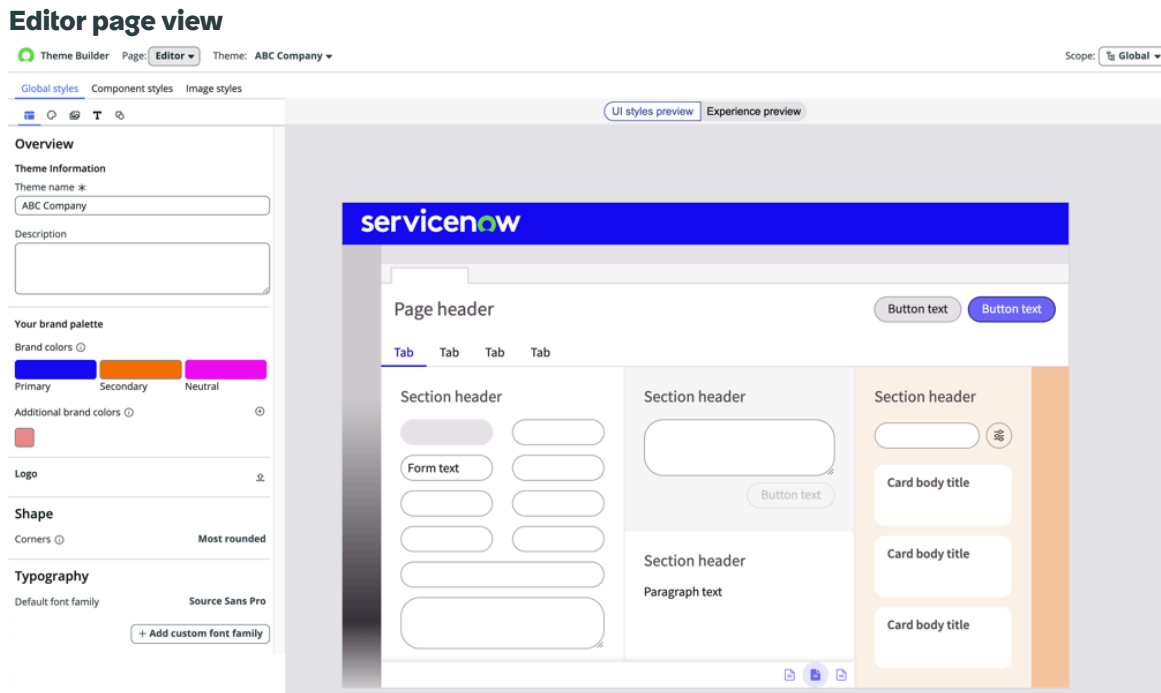 Editor page view
Theme Builder Page: Editor Theme: ABC Company Scope: Global
Global styles Component styles Image styles
UI styles preview Experience preview
Overview
Theme Information
Theme name *
ABC Company
Description
Your brand palette
Brand colors
Primary Secondary Neutral
Additional brand colors
Logo
Shape
Corners Most rounded
Typography
Default font family Source Sans Pro
+ Add custom font family
servicenow
Page header
Button text Button text
Tab Tab Tab Tab
Section header
Form text
Section header
Button text
Section header
Paragraph text
Section header
Card body title
Card body title
Card body title